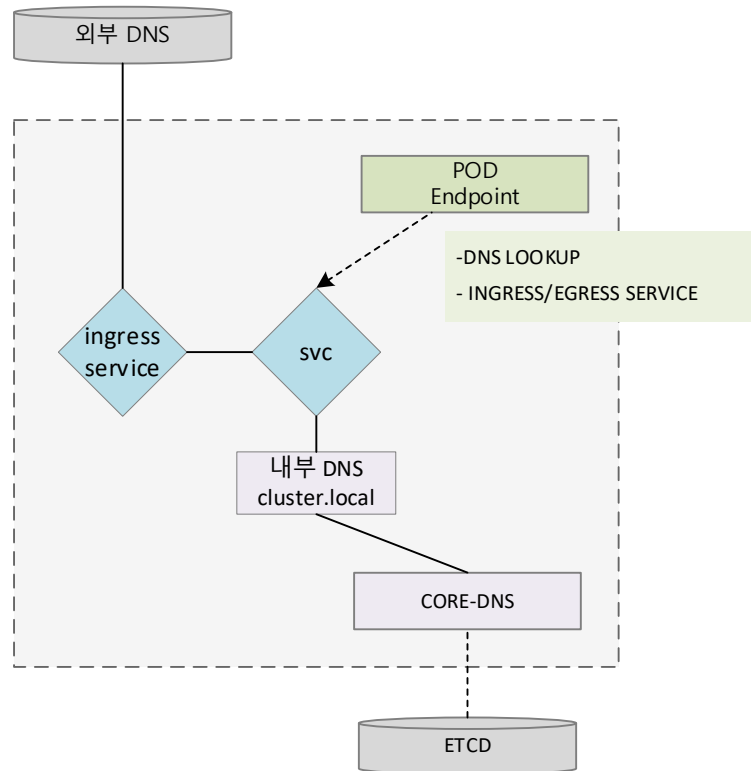 외부 DNS
POD
Endpoint
-DNS LOOKUP
- INGRESS/EGRESS SERVICE
ingress
service
svc
내부 DNS
cluster.local
CORE-DNS
ETCD